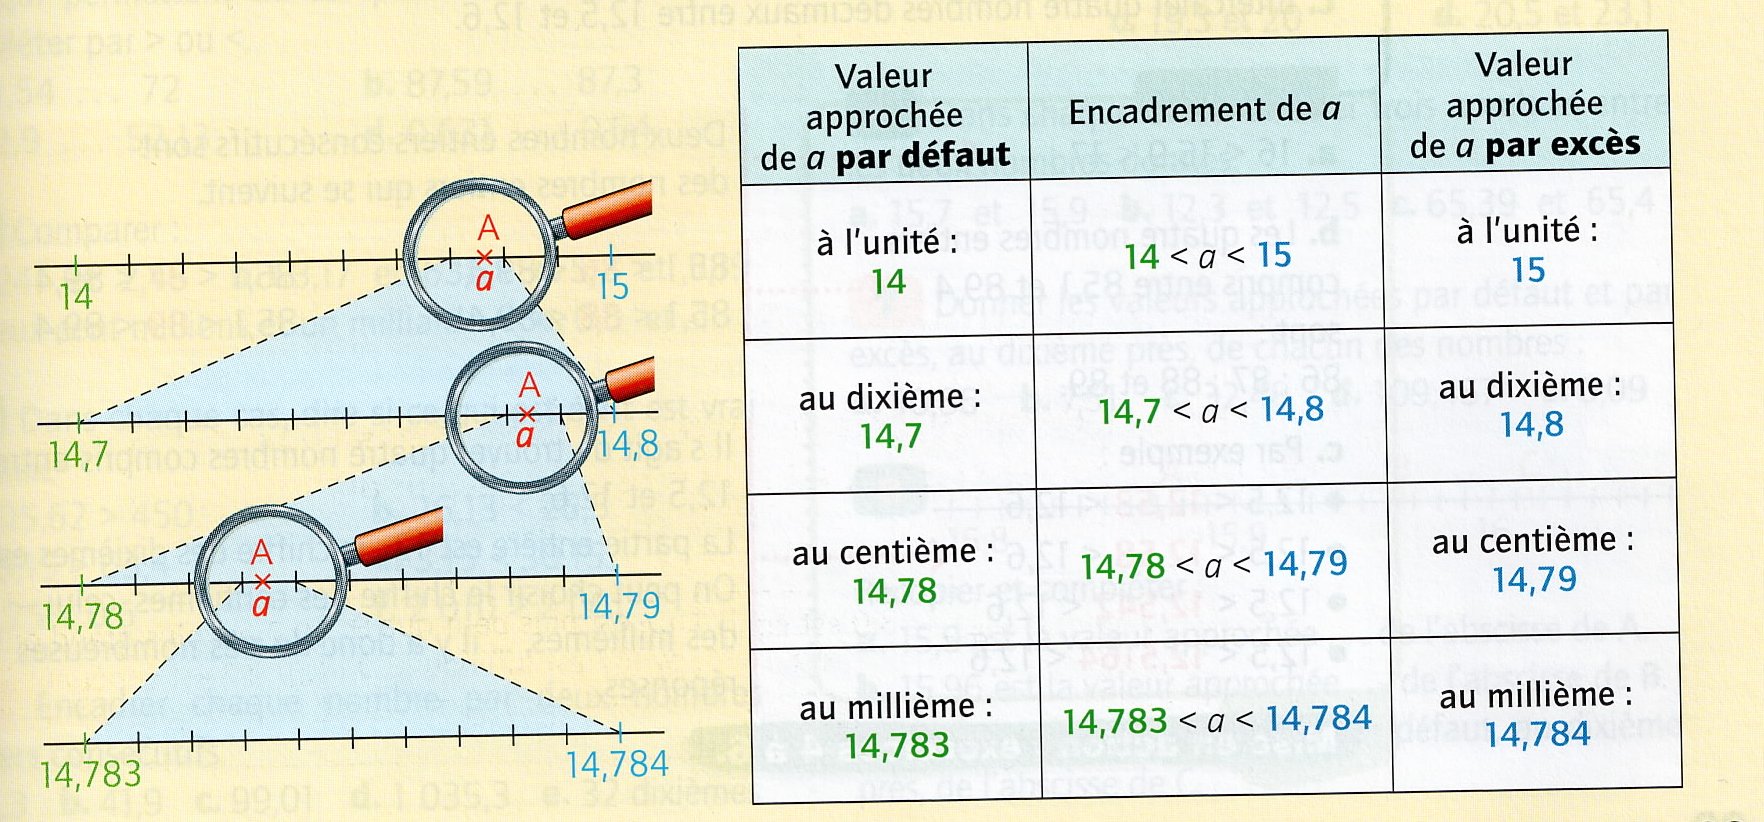 A
a
14
15
A
a
14,7
14,8
A
a
14,78
14,79
14,783
14,784
Valeur
approchée
de a par défaut
Encadrement de a
Valeur
approchée
de a par excès
à l'unité :
14
14 < a < 15
à l'unité :
15
au dixième :
14,7
14,7 < a < 14,8
au dixième :
14,8
au centième :
14,78
14,78 < a < 14,79
au centième :
14,79
au millième :
14,783
14,783 < a < 14,784
au millième :
14,784